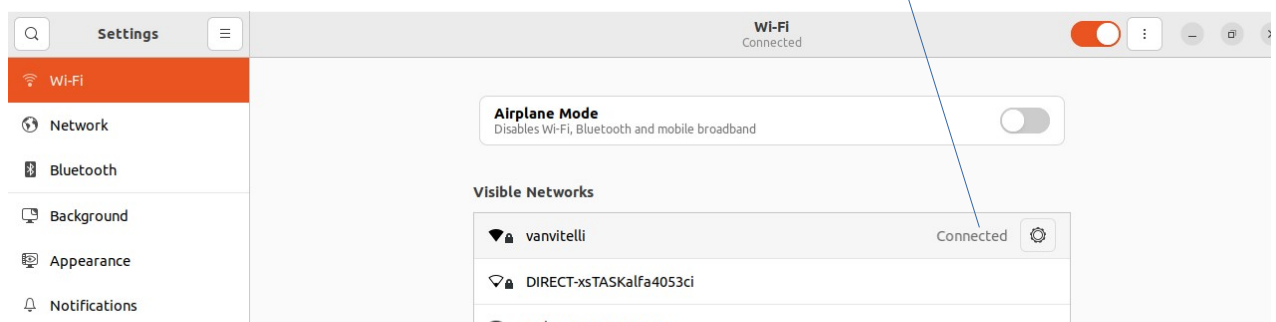 Settings
Wi-Fi
Connected
Wi-Fi
Network
Bluetooth
Background
Appearance
Notifications
Airplane Mode
Disables Wi-Fi, Bluetooth and mobile broadband
Visible Networks
vanvitelli Connected
DIRECT-xsTASKalfa4053ci